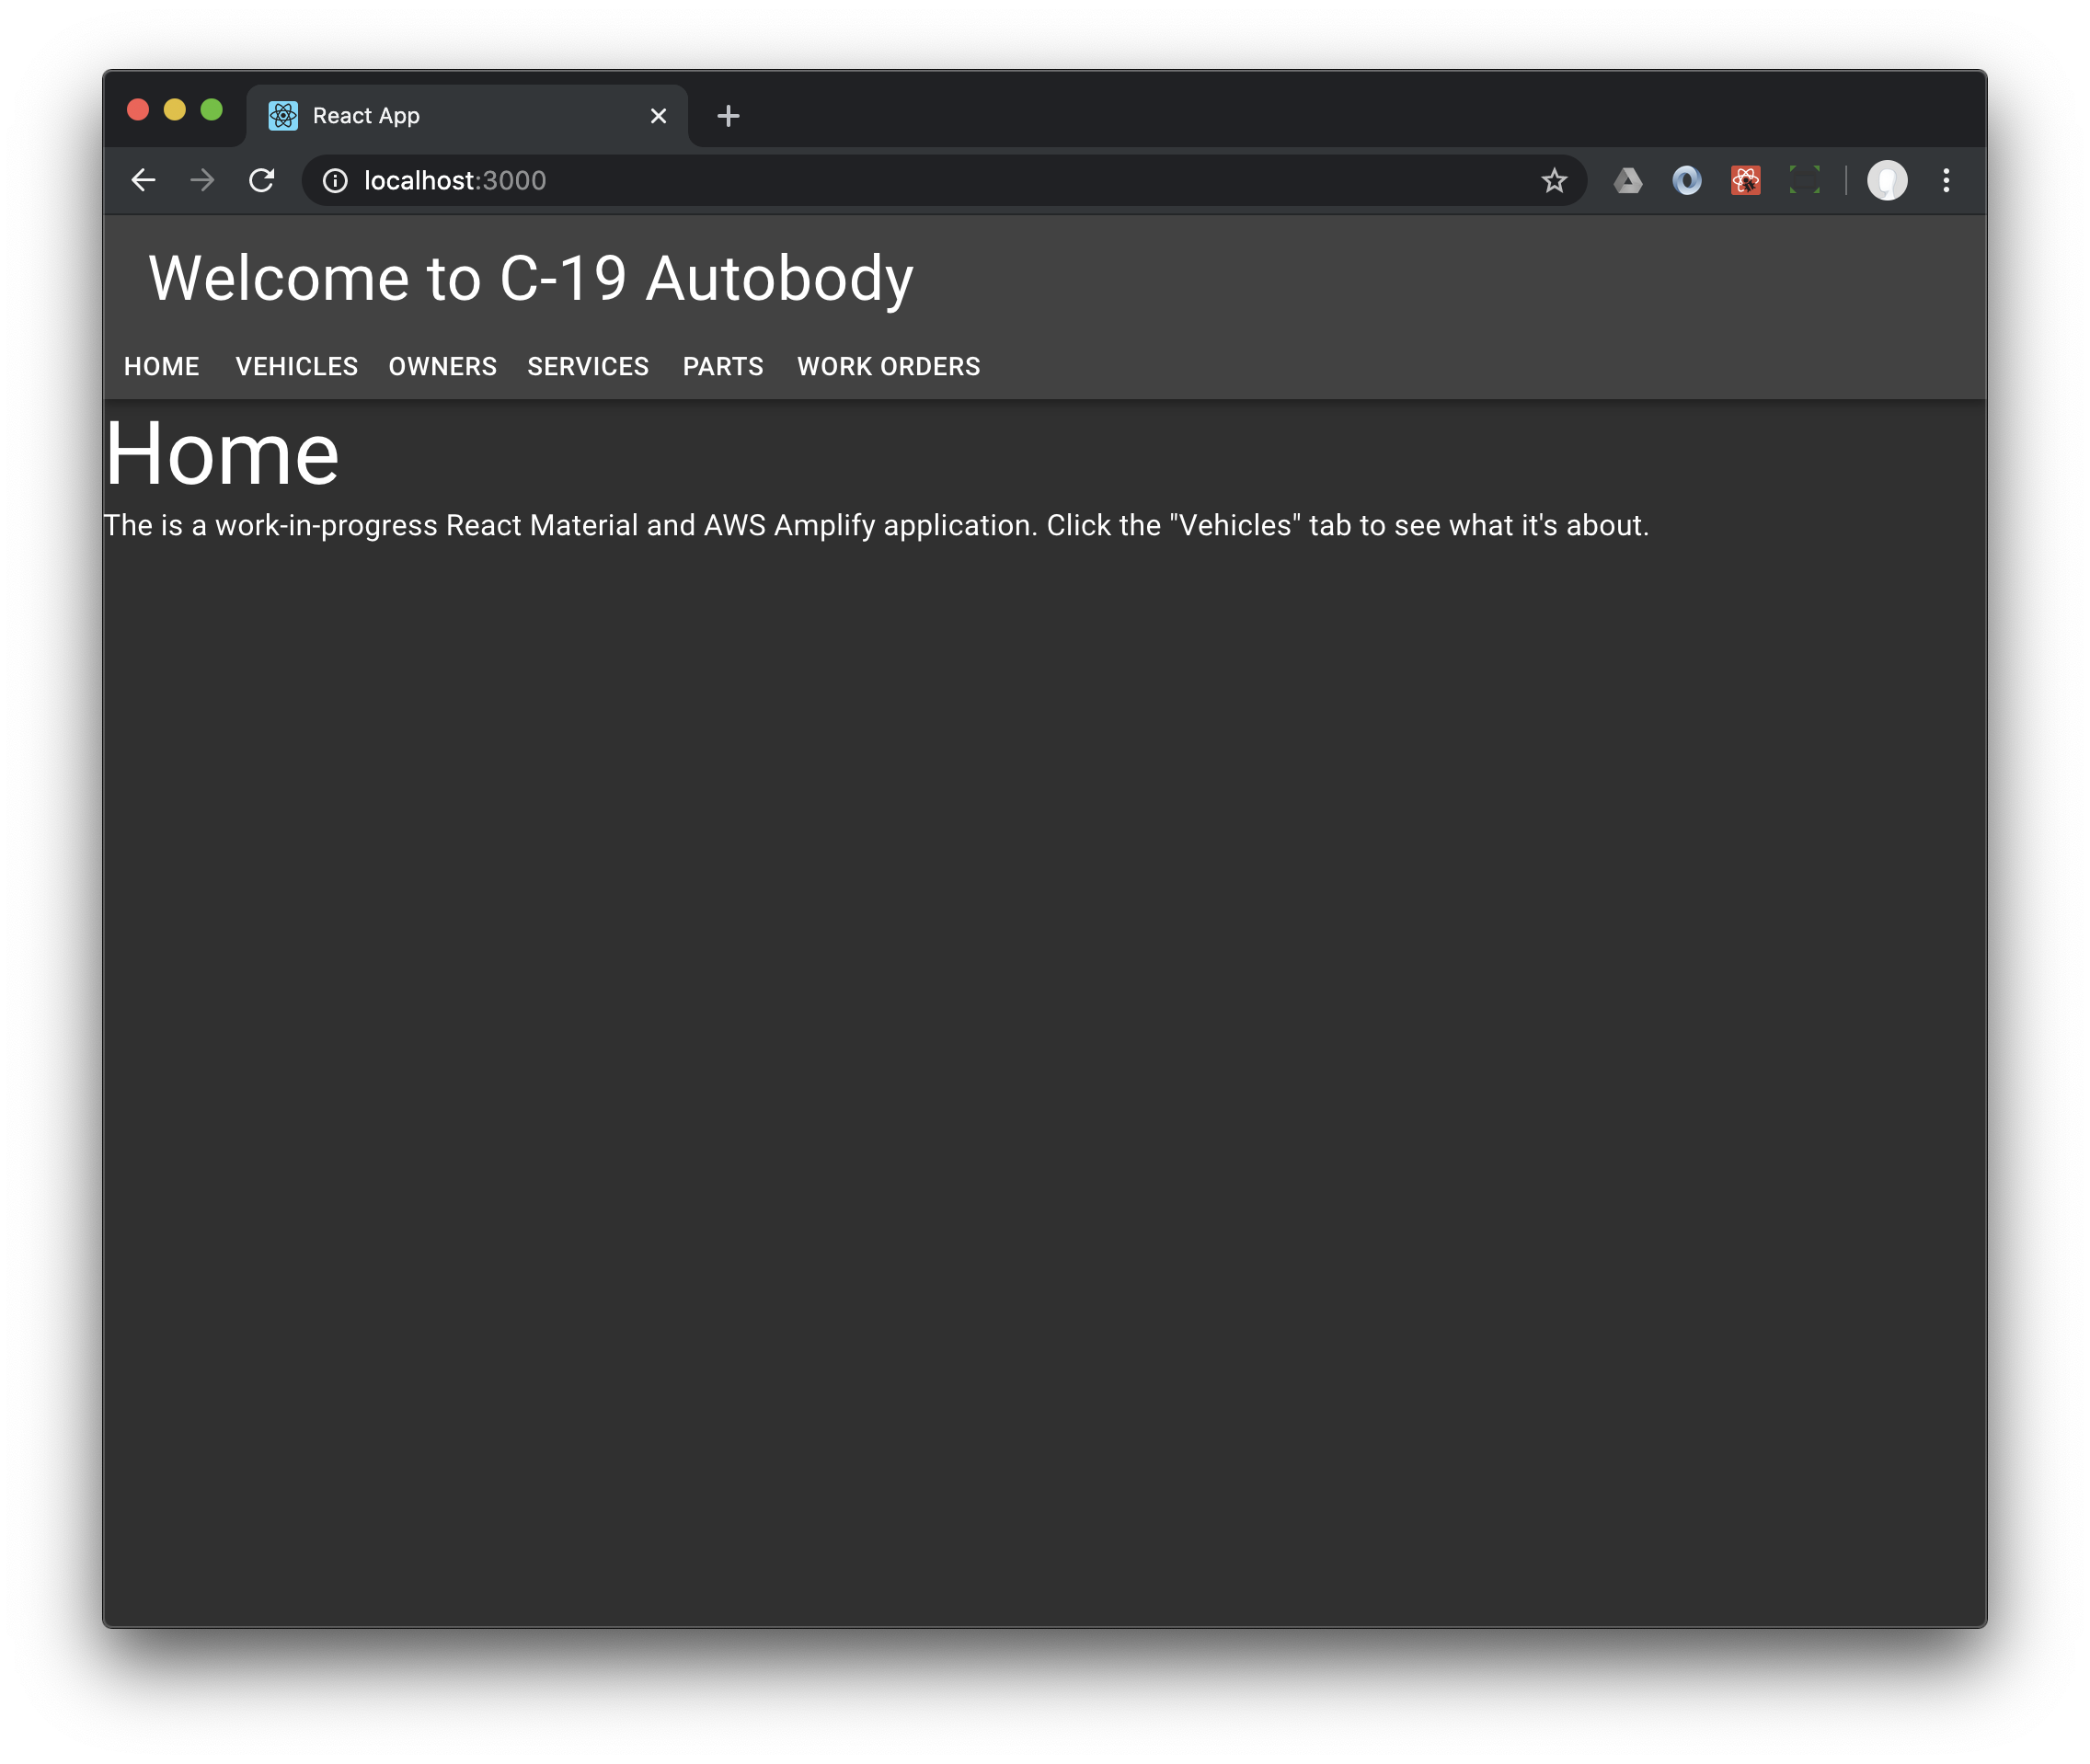 React App
localhost:3000
Welcome to C-19 Autobody
HOME VEHICLES OWNERS SERVICES PARTS WORK ORDERS
Home
The is a work-in-progress React Material and AWS Amplify application. Click the "Vehicles" tab to see what it's about.